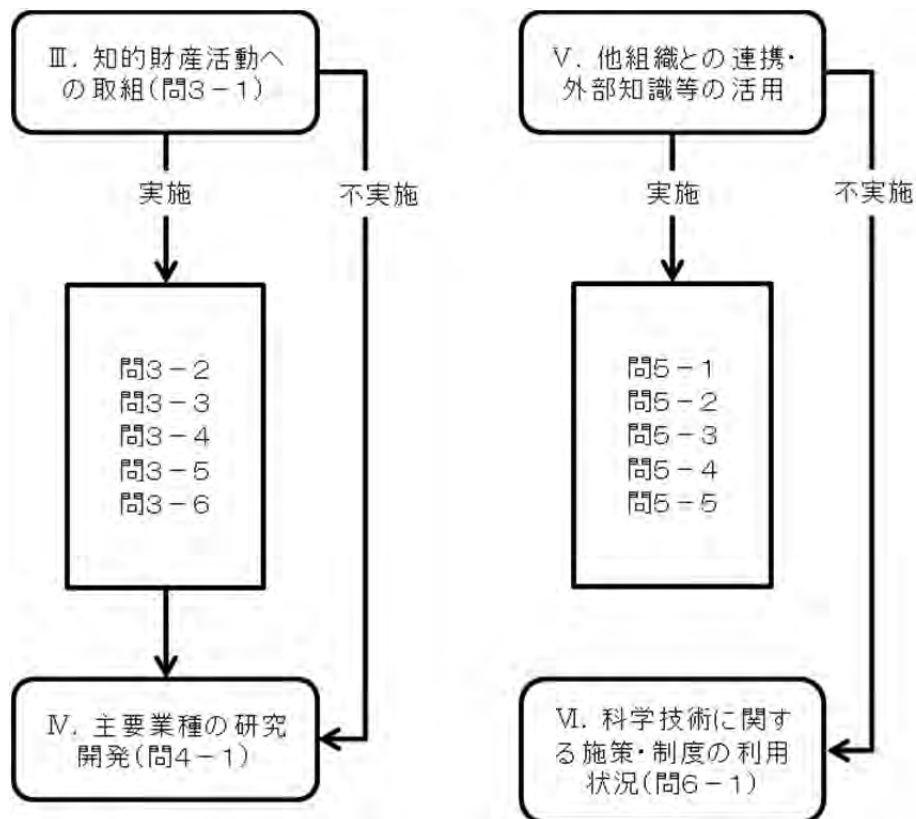 Ⅲ. 知的財産活動へ
の取組(問3-1)
実施
不実施
問3-2
問3-3
問3-4
問3-5
問3-6
Ⅳ. 主要業種の研究
開発(問4-1)
Ⅴ. 他組織との連携・
外部知識等の活用
実施
不実施
問5-1
問5-2
問5-3
問5-4
問5-5
Ⅵ. 科学技術に関す
る施策・制度の利用
状況(問6-1)